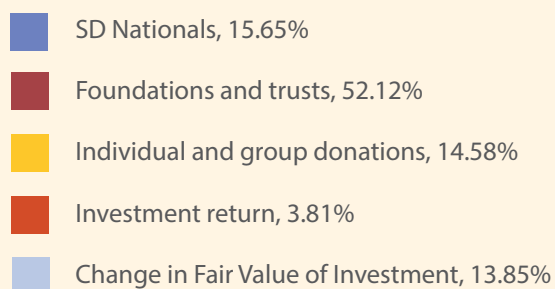 SD Nationals, 15.65%
Foundations and trusts, 52.12%
Individual and group donations, 14.58%
Investment return, 3.81%
Change in Fair Value of Investment, 13.85%